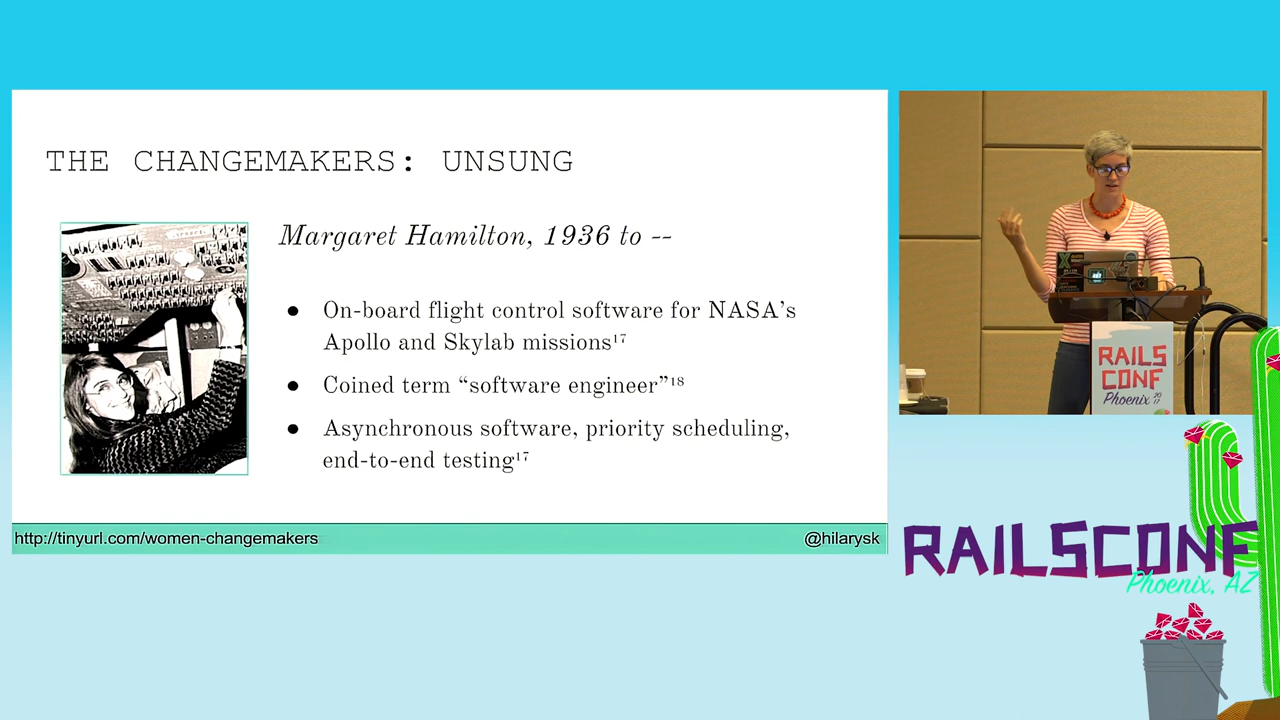 THE CHANGEMAKERS: UNSUNG
Margaret Hamilton, 1936 to --
● On-board flight control software for NASA's
Apollo and Skylab missions¹⁷
● Coined term “software engineer”¹⁸
● Asynchronous software, priority scheduling,
end-to-end testing¹⁷
http://tinyurl.com/women-changemakers
@hilarysk
RAILS
CONF
Phoenix 2017
RAILSCONF
Phoenix, AZ